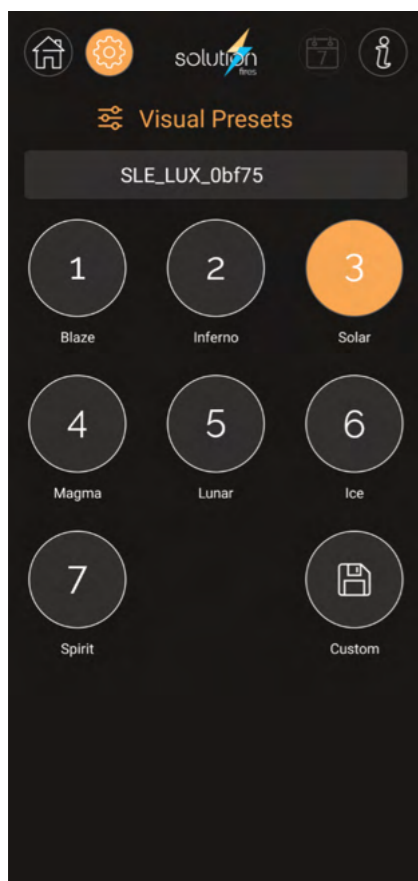 7
i
solution
fires
Visual Presets
SLE_LUX_0bf75
1 2 3
Blaze Inferno Solar
4 5 6
Magma Lunar Ice
7
Spirit Custom